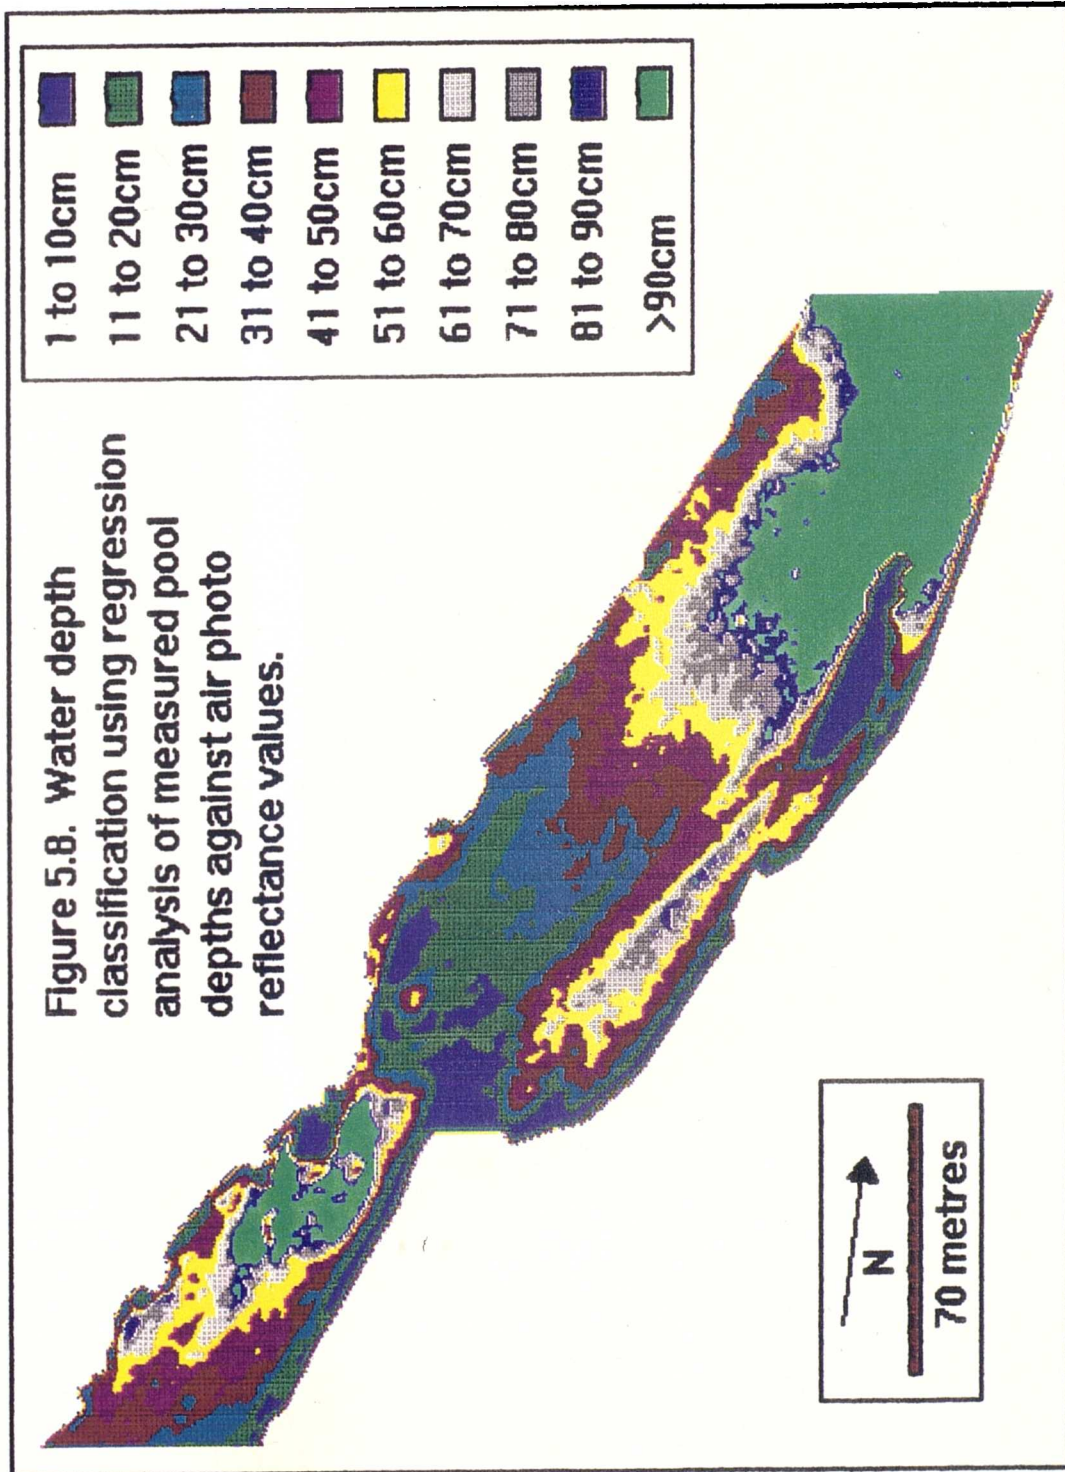 Figure 5.8. Water depth
classification using regression
analysis of measured pool
depths against air photo
reflectance values.
1 to 10cm
11 to 20cm
21 to 30cm
31 to 40cm
41 to 50cm
51 to 60cm
61 to 70cm
71 to 80cm
81 to 90cm
>90cm
N
70 metres